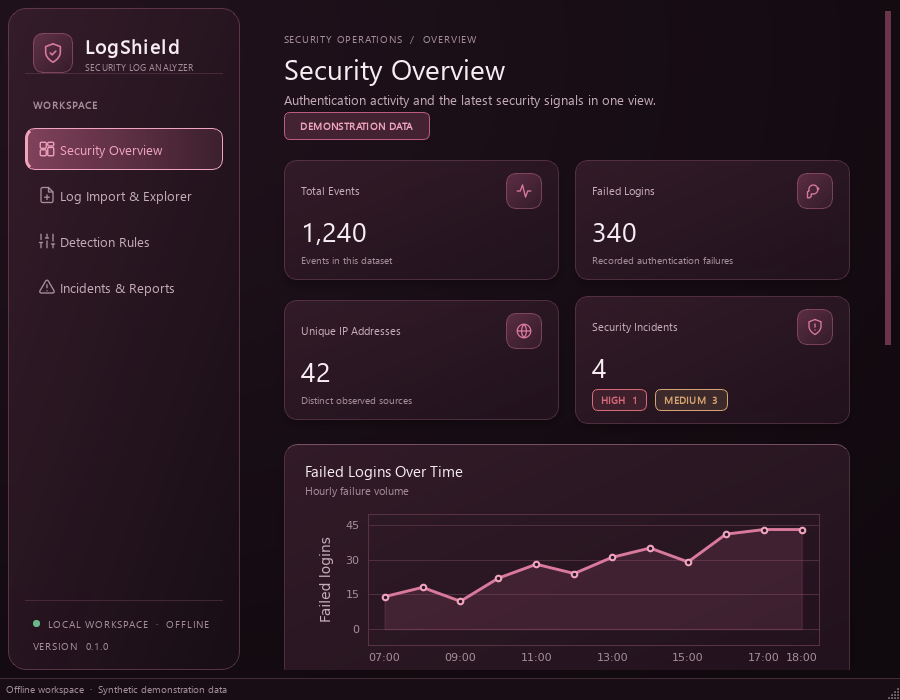 LogShield
SECURITY LOG ANALYZER
WORKSPACE
Security Overview
Log Import & Explorer
Detection Rules
Incidents & Reports
LOCAL WORKSPACE · OFFLINE
VERSION 0.1.0
SECURITY OPERATIONS / OVERVIEW
Security Overview
Authentication activity and the latest security signals in one view.
DEMONSTRATION DATA
Total Events
1,240
Events in this dataset
Failed Logins
340
Recorded authentication failures
Unique IP Addresses
42
Distinct observed sources
Security Incidents
4
HIGH 1 MEDIUM 3
Failed Logins Over Time
Hourly failure volume
Failed logins
45
30
15
0
07:00 09:00 11:00 13:00 15:00 17:00 18:00
Offline workspace · Synthetic demonstration data